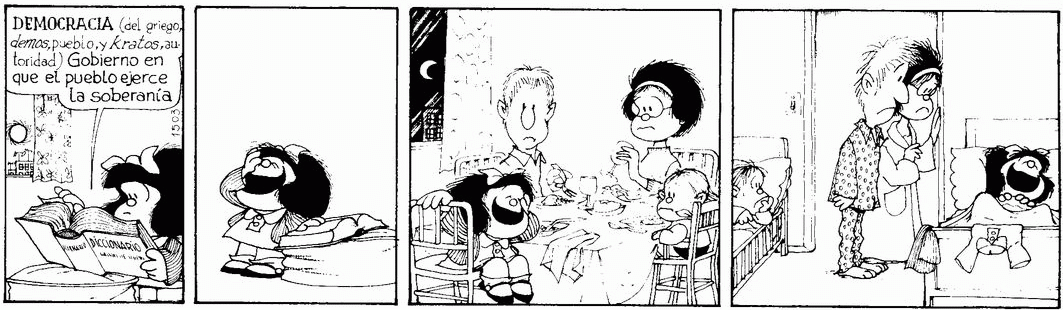 DEMOCRACIA (del griego,
demos, pueblo, y kratos, au-
toridad) Gobierno en
que el pueblo ejerce
la soberanía
1503
DICCIONARIO